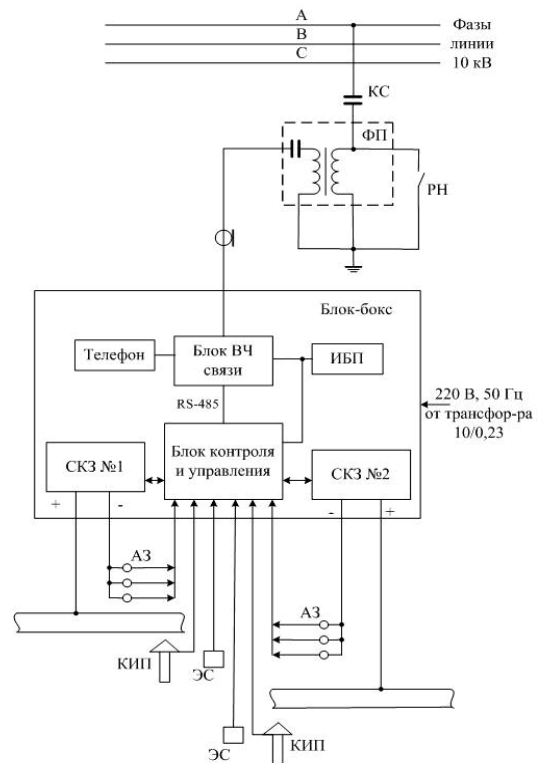 А
Фазы
В
линии
С
10 кВ
КС
ФП
РН
Блок-бокс
Телефон
Блок ВЧ
связи
ИБП
RS-485
220 В, 50 Гц
от трансфор-ра
10/0,23
СКЗ №1
Блок контроля
и управления
СКЗ №2
+
-
-
+
АЗ
АЗ
КИП
ЭС
ЭС
КИП